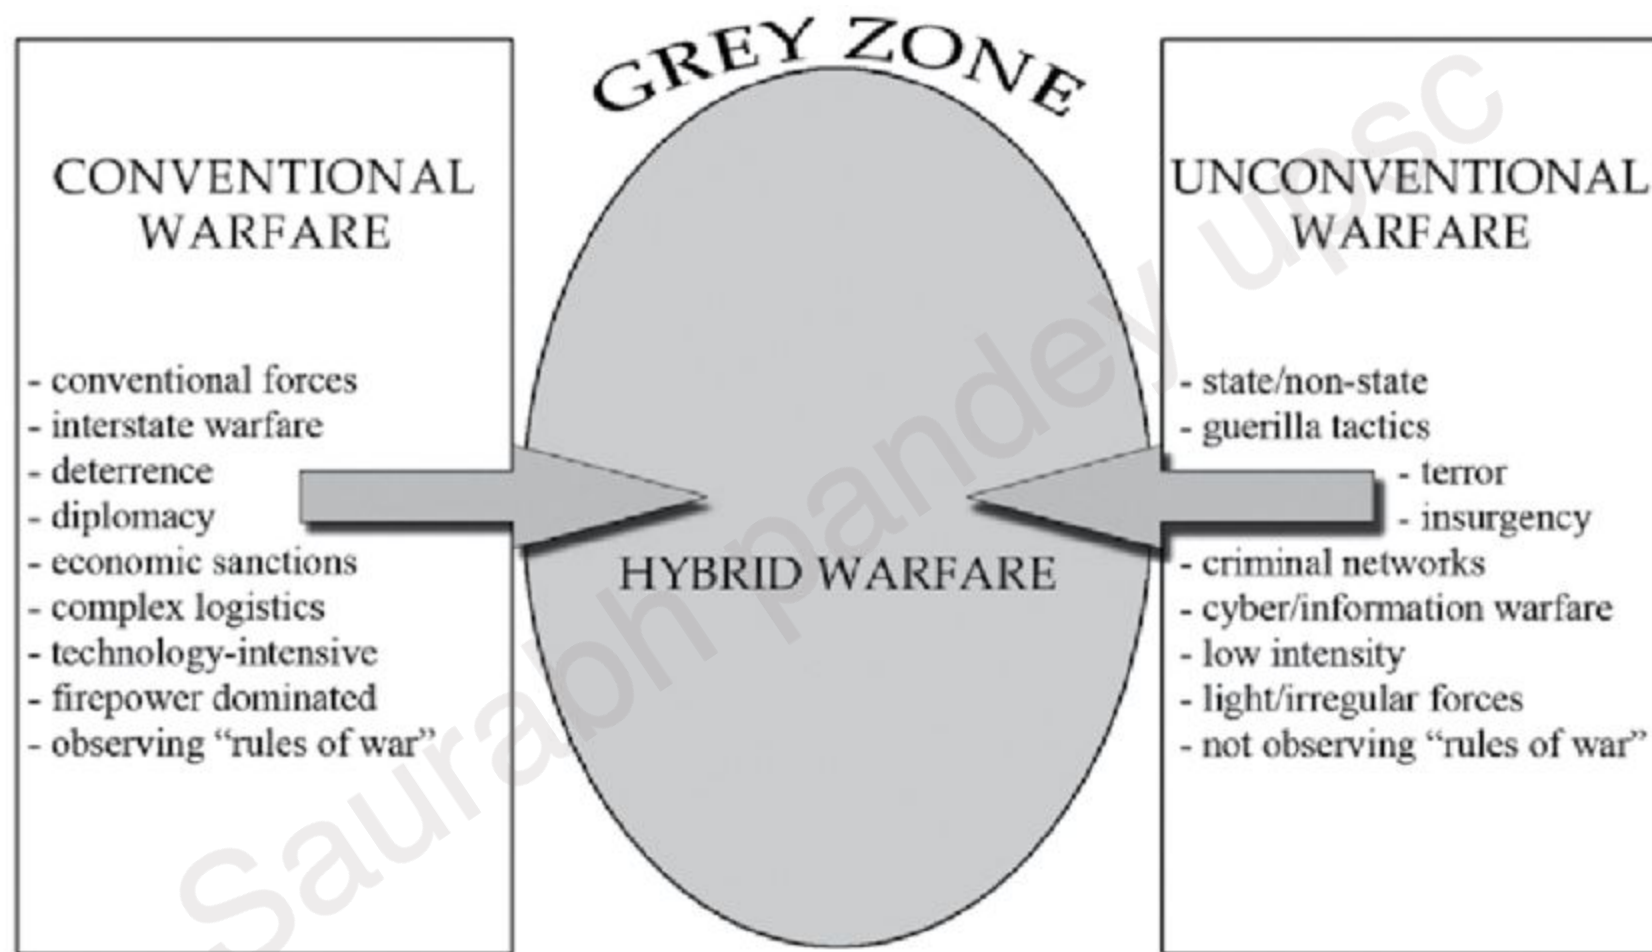 GREY ZONE
CONVENTIONAL
WARFARE
- conventional forces
- interstate warfare
- deterrence
- diplomacy
- economic sanctions
- complex logistics
- technology-intensive
- firepower dominated
- observing “rules of war”
HYBRID WARFARE
UNCONVENTIONAL
WARFARE
- state/non-state
- guerilla tactics
- terror
- insurgency
- criminal networks
- cyber/information warfare
- low intensity
- light/irregular forces
- not observing “rules of war”
Saurabh pandey upsc